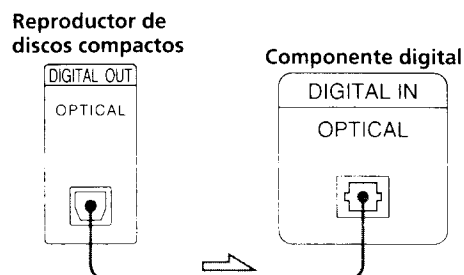 Reproductor de
discos compactos
DIGITAL OUT
OPTICAL
Componente digital
DIGITAL IN
OPTICAL